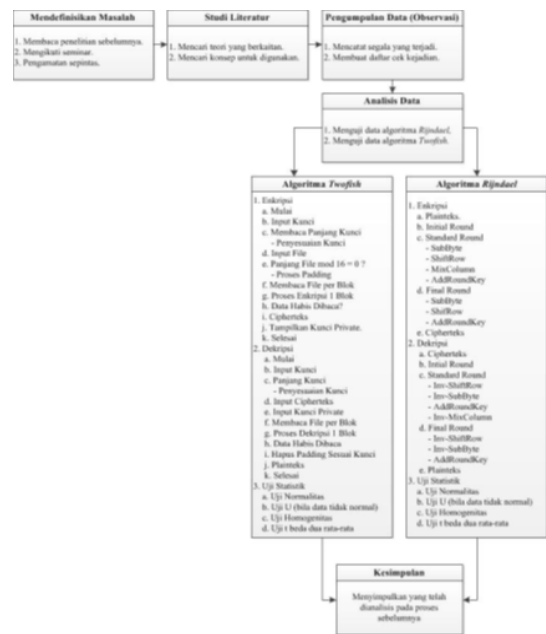 Mendefinisikan Masalah
1. Membaca penelitian sebelumnya.
2. Mengikuti seminar.
3. Pengamatan sepintas.
Studi Literatur
1. Mencari teori yang berkaitan.
2. Mencari konsep untuk digunakan.
Pengumpulan Data (Observasi)
1. Mencatat segala yang terjadi.
2. Membuat daftar cek kejadian.
Analisis Data
1. Menguji data algoritma Rijndael.
2. Menguji data algoritma Twofish.
Algoritma Twofish
1. Enkripsi
a. Mulai
b. Input Kunci
c. Membaca Panjang Kunci
- Penyesuaian Kunci
d. Input File
e. Panjang File mod 16 = 0 ?
- Proses Padding
f. Membaca File per Blok
g. Proses Enkripsi 1 Blok
h. Data Habis Dibaca?
i. Cipherteks
j. Tampilkan Kunci Private.
k. Selesai
2. Dekripsi
a. Mulai
b. Input Kunci
c. Panjang Kunci
- Penyesuaian Kunci
d. Input Cipherteks
e. Input Kunci Private
f. Membaca File per Blok
g. Proses Dekripsi 1 Blok
h. Data Habis Dibaca
i. Hapus Padding Sesuai Kunci
j. Plainteks
k. Selesai
3. Uji Statistik
a. Uji Normalitas
b. Uji U (bila data tidak normal)
c. Uji Homogenitas
d. Uji t beda dua rata-rata
Algoritma Rijndael
1. Enkripsi
a. Plainteks.
b. Initial Round
c. Standard Round
- SubByte
- ShiftRow
- MixColumn
- AddRoundKey
d. Final Round
- SubByte
- ShifRow
- AddRoundKey
e. Cipherteks
2. Dekripsi
a. Cipherteks
b. Intial Round
c. Standard Round
- Inv-ShiftRow
- Inv-SubByte
- AddRoundKey
- Inv-MixColumn
d. Final Round
- Inv-ShiftRow
- Inv-SubByte
- AddRoundKey
e. Plainteks
3. Uji Statistik
a. Uji Normalitas
b. Uji U (bila data tidak normal)
c. Uji Homogenitas
d. Uji t beda dua rata-rata
Kesimpulan
Menyimpulkan yang telah
dianalisis pada proses
sebelumnya